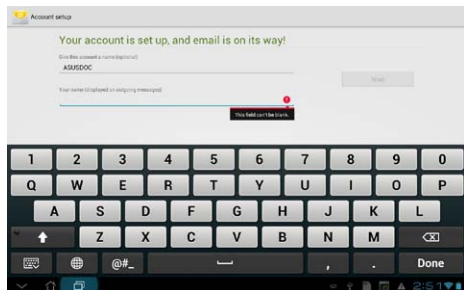 Account setup
Your account is set up, and email is on its way!
Give this account a name (optional)
ASUSDOC
Your name (displayed on outgoing messages)
This field can't be blank.
Next
1 2 3 4 5 6 7 8 9 0
Q W E R T Y U I O P
A S D F G H J K L
Z X C V B N M
@#_ , . Done
2:51